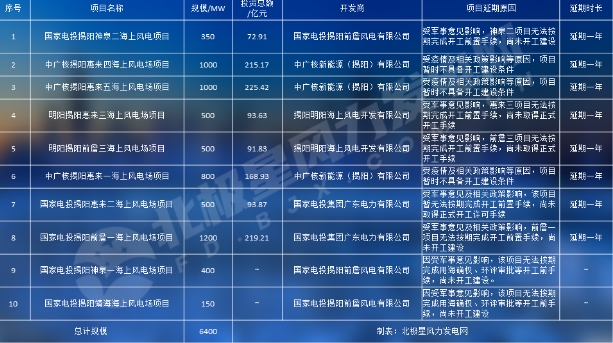 序号 项目名称 规模/MW 投资总额/亿元 开发商 项目延期原因 延期时长
1 国家电投揭阳神泉二海上风电项目 350 72.91 国家电投揭阳前詹风电有限公司 受军事意见影响，神泉二项目无法按期完成开工前置手续，尚未开工建设 延期一年
2 中广核揭阳惠来四海上风电场项目 1000 215.17 中广核新能源（揭阳）有限公司 受疫情及相关政策影响等原因，项目暂时不具备开工建设条件 延期一年
3 中广核揭阳惠来五海上风电场项目 1000 225.42 中广核新能源（揭阳）有限公司 受疫情及相关政策影响等原因，项目暂时不具备开工建设条件 延期一年
4 明阳揭阳惠来三海上风电场项目 500 93.63 揭阳明阳海上风电开发有限公司 受军事意见影响，惠来三项目无法按期完成开工前置手续，尚未取得正式开工手续 延期一年
5 明阳揭阳前詹三海上风电场项目 500 91.83 揭阳明阳海上风电开发有限公司 受军事意见影响，前詹三项目无法按期完成开工前置手续，尚未取得正式开工手续 延期一年
6 中广核揭阳惠来一海上风电场项目 800 168.93 中广核新能源（揭阳）有限公司 受疫情及相关政策影响等原因，项目暂时不具备开工建设条件 延期一年
7 国家电投揭阳惠来二海上风电场项目 500 93.87 国家电投集团广东电力有限公司 受军事意见及相关政策影响，该项目暂无法按期完成开工前置手续，尚未取得正式开工许可手续 延期一年
8 国家电投揭阳前詹一海上风电场项目 1200 219.21 国家电投集团广东电力有限公司 受军事意见及相关政策影响，前詹一项目无法按期完成开工前置手续，尚未开工建设 延期一年
9 国家电投揭阳神泉一海上风电场项目 400 – 国家电投揭阳前詹风电有限公司 因受军事意见影响，该项目无法按期完成用海确权、环评审批等开工前手续，尚未开工建设。 –
10 国家电投揭阳靖海海上风电场项目 150 – 国家电投揭阳前詹风电有限公司 因受军事意见影响，该项目无法按期完成用海确权、环评审批等开工前手续，尚未开工建设 –
总计规模 6400 制表：北极星风力发电网
北极星风力发
FD.BJX.CO